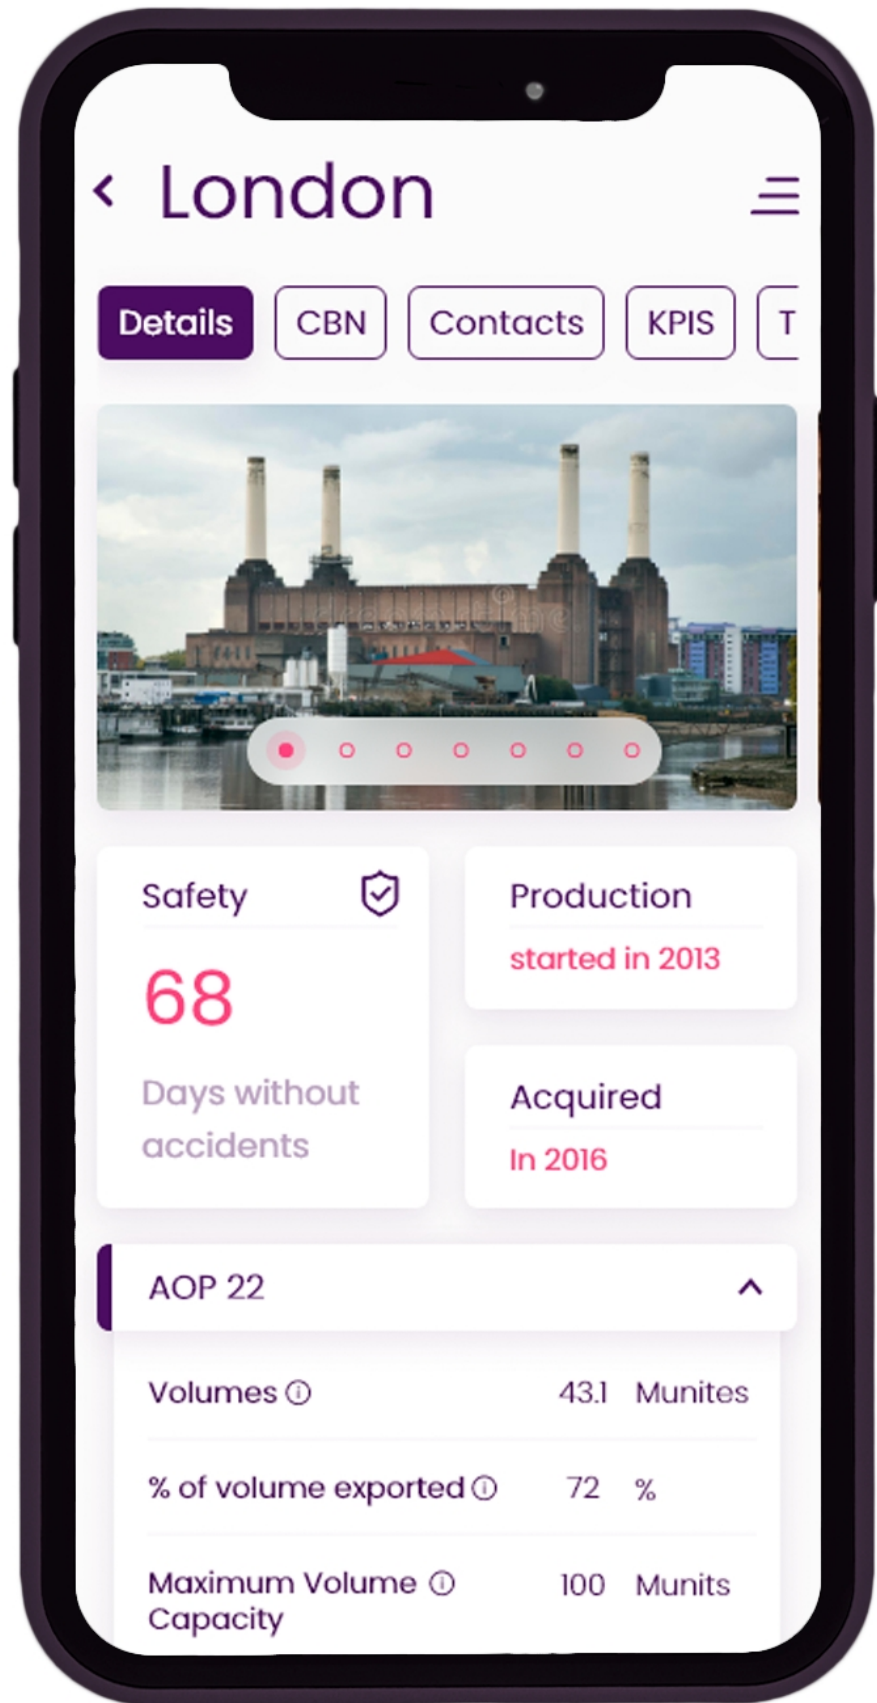 London
Details CBN Contacts KPIS T
dreamstime.
Safety
68
Days without
accidents
Production
started in 2013
Acquired
In 2016
AOP 22
Volumes 43.1 Munites
% of volume exported 72 %
Maximum Volume 100 Munits
Capacity